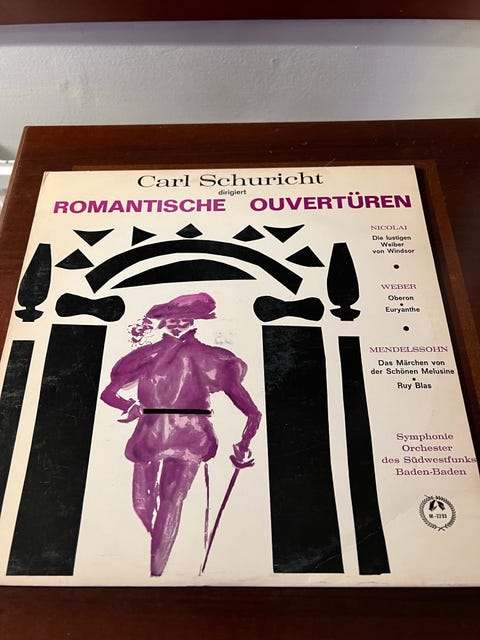 Carl Schuricht
dirigiert
ROMANTISCHE OUVERTÜREN
NICOLAI
Die lustigen
Weiber
von Windsor
•
WEBER
Oberon
•
Euryanthe
•
MENDELSSOHN
Das Märchen von
der Schönen Melusine
•
Ruy Blas
Symphonie
Orchester
des Südwestfunks
Baden-Baden
M-2283